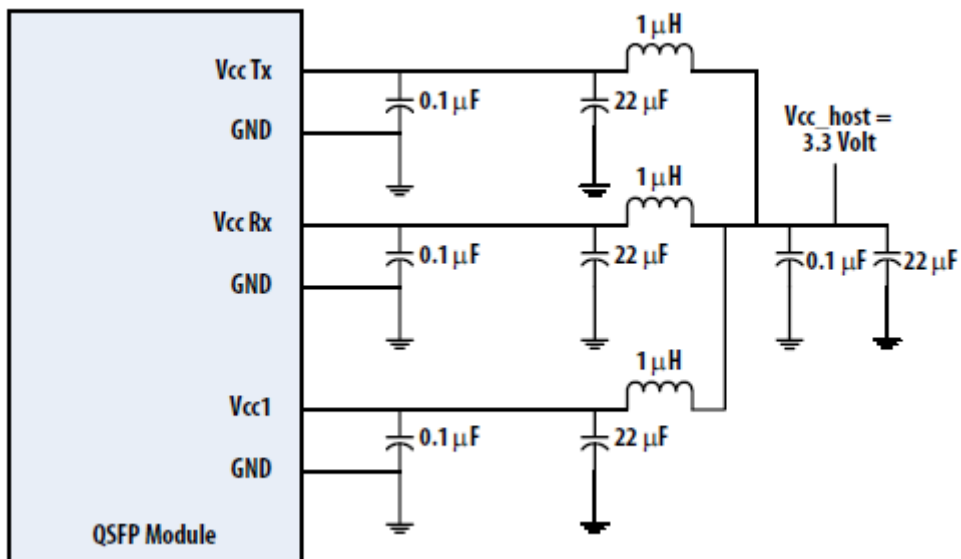 1 μH
Vcc Tx
0.1 μF
22 μF
GND
Vcc_host =
3.3 Volt
1 μH
Vcc Rx
0.1 μF
22 μF
0.1 μF
22 μF
GND
1 μH
Vcc1
0.1 μF
22 μF
GND
QSFP Module